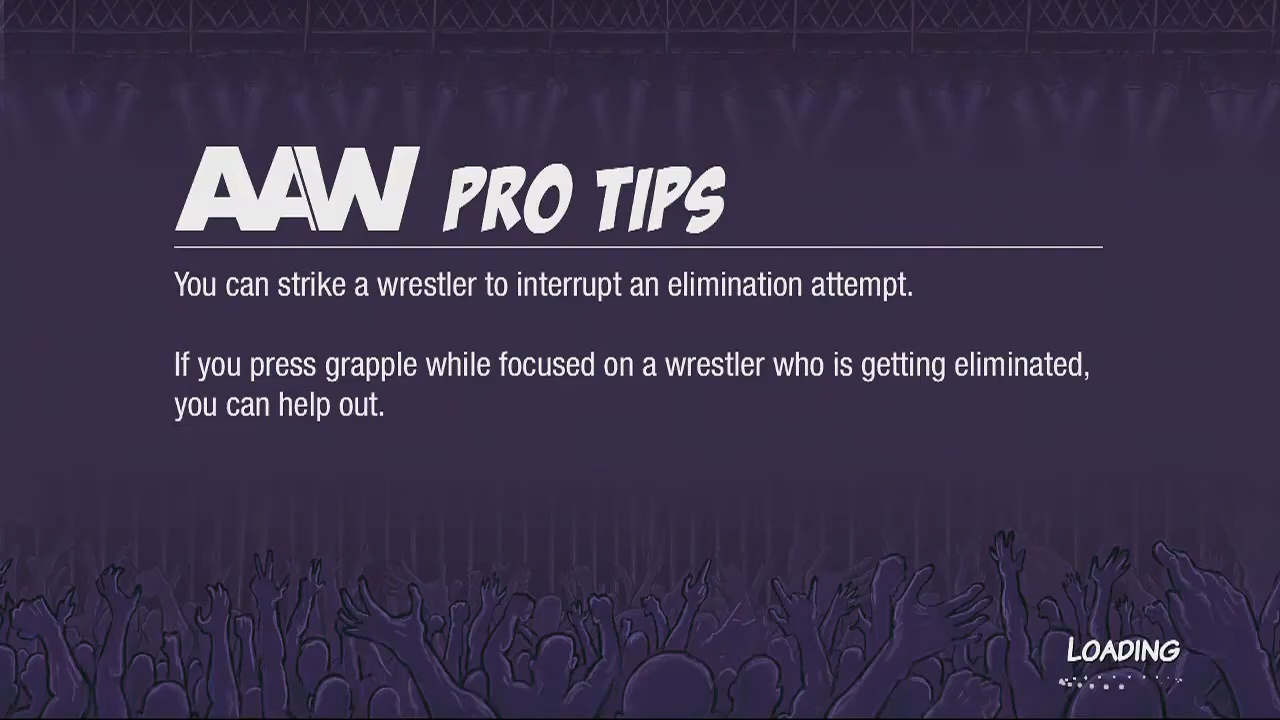 AAW PRO TIPS
You can strike a wrestler to interrupt an elimination attempt.
If you press grapple while focused on a wrestler who is getting eliminated,
you can help out.
LOADING